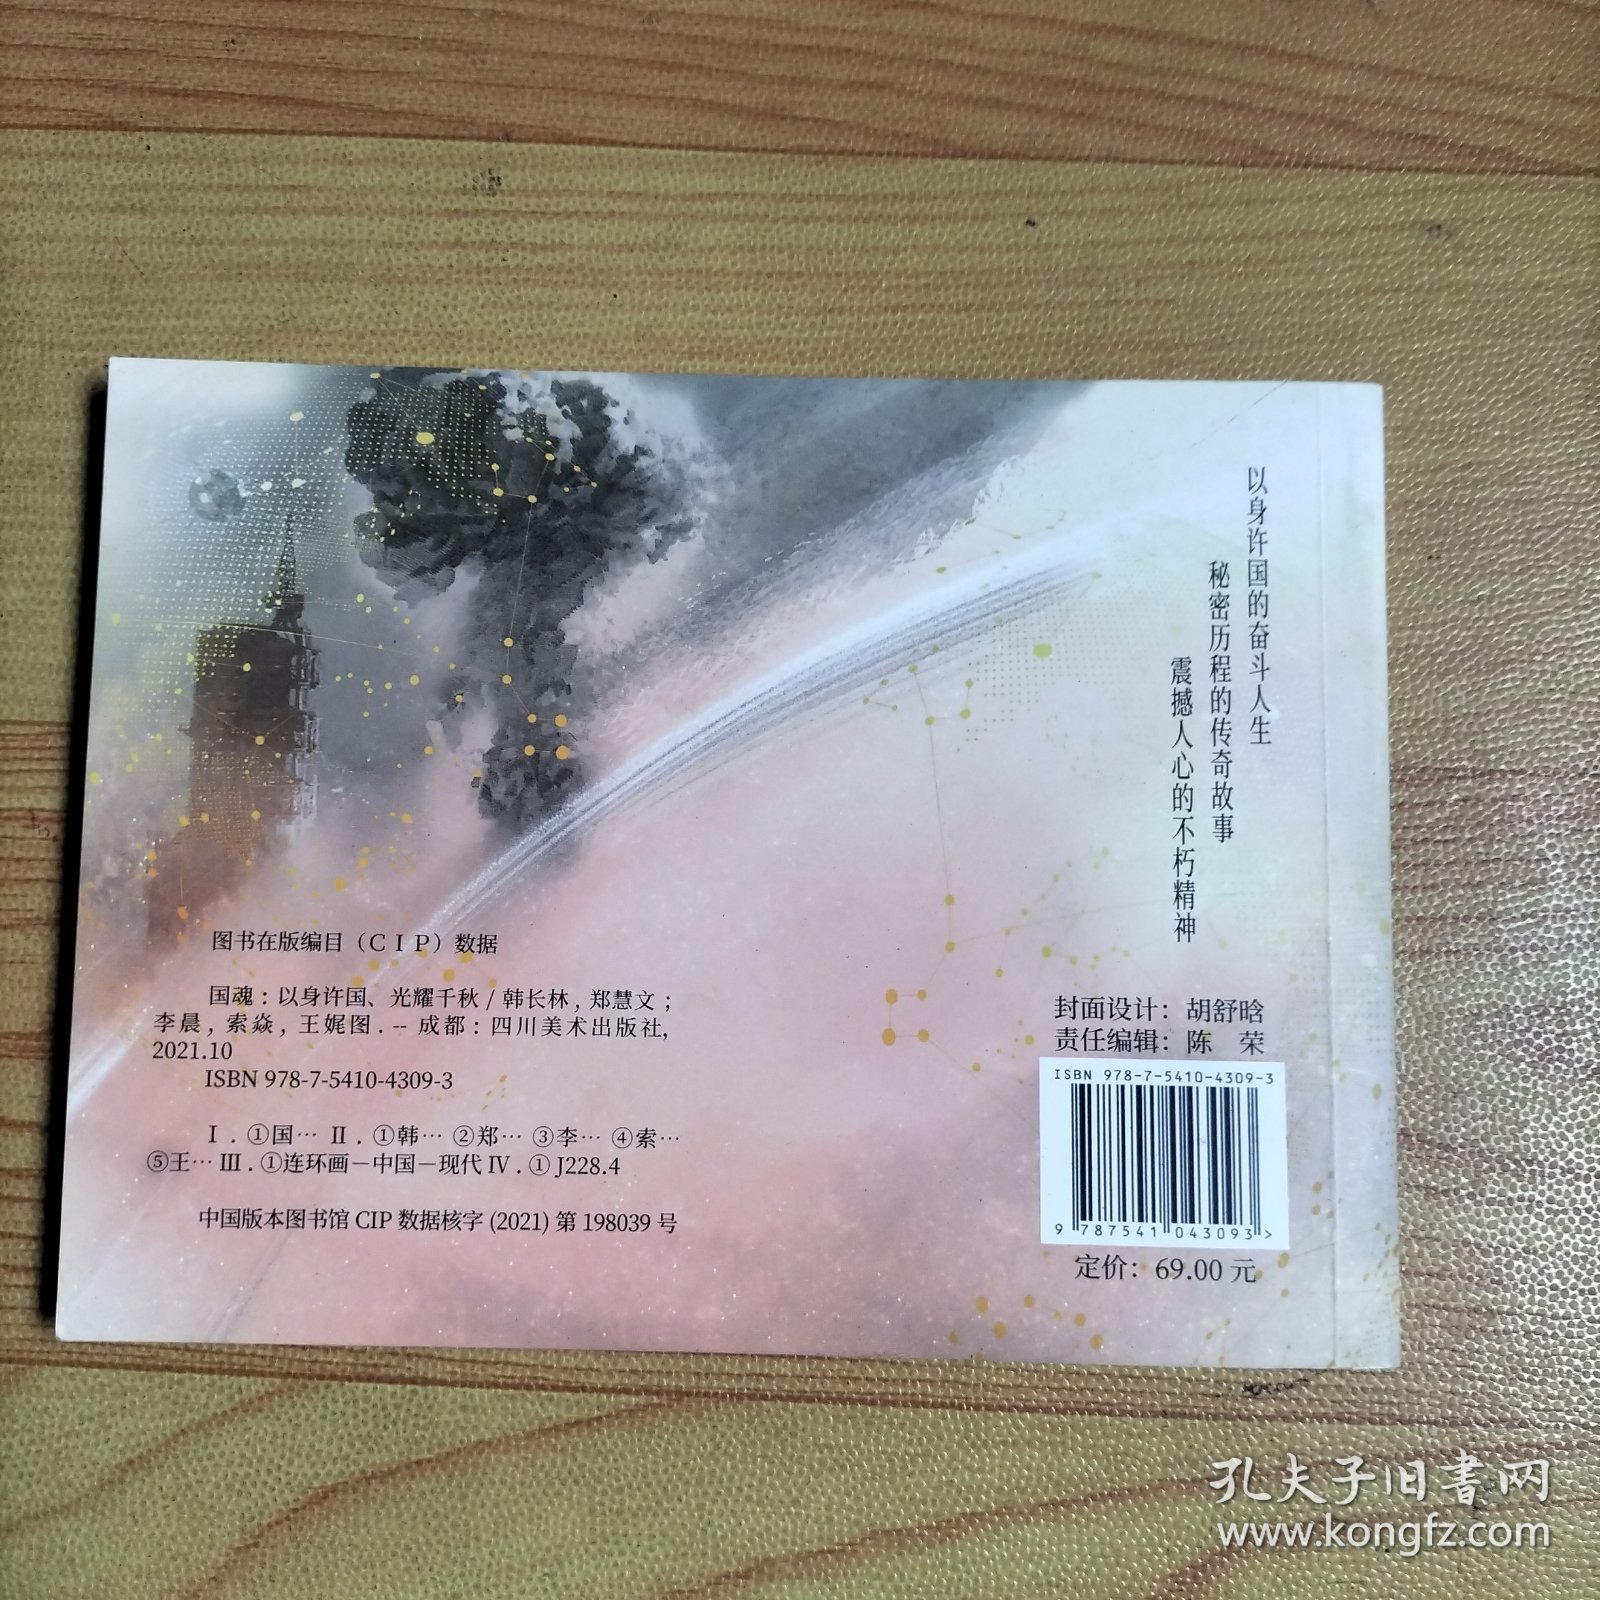 以身许国的奋斗人生
秘密历程的传奇故事
震撼人心的不朽精神
图书在版编目（CIP）数据
国魂：以身许国、光耀千秋 / 韩长林, 郑慧文；
李晨, 索焱, 王娓图. -- 成都：四川美术出版社,
2021.10
ISBN 978-7-5410-4309-3
Ⅰ. ①国… Ⅱ. ①韩… ②郑… ③李… ④索…
⑤王… Ⅲ. ①连环画－中国－现代 Ⅳ. ① J228.4
中国版本图书馆 CIP 数据核字 (2021) 第 198039 号
封面设计：胡舒晗
责任编辑：陈　荣
ISBN 978-7-5410-4309-3
9 787541 043093 >
定价：69.00 元
孔夫子旧书网
www.kongfz.com